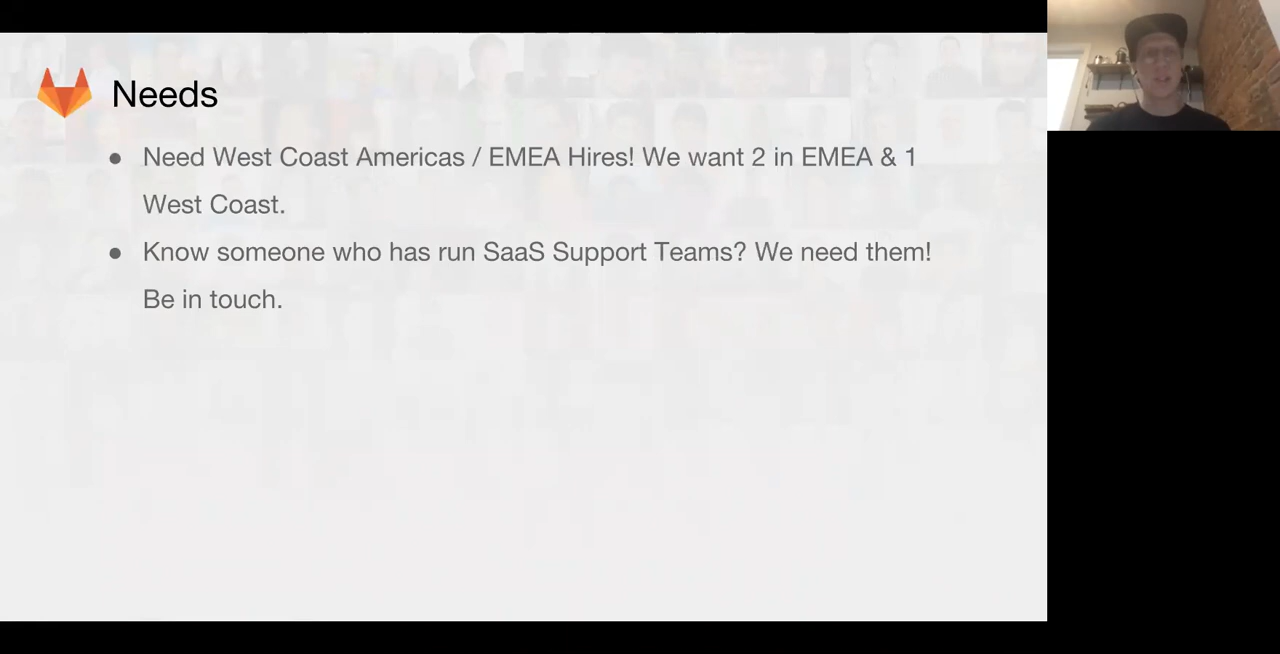 Needs
● Need West Coast Americas / EMEA Hires! We want 2 in EMEA & 1
West Coast.
● Know someone who has run SaaS Support Teams? We need them!
Be in touch.